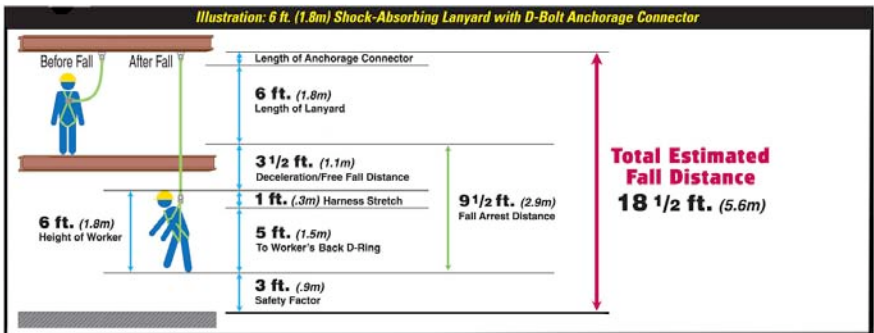 Illustration: 6 ft. (1.8m) Shock-Absorbing Lanyard with D-Bolt Anchorage Connector
Before Fall
After Fall
Length of Anchorage Connector
6 ft. (1.8m)
Length of Lanyard
3 1/2 ft. (1.1m)
Deceleration/Free Fall Distance
1 ft. (.3m) Harness Stretch
9 1/2 ft. (2.9m)
Fall Arrest Distance
6 ft. (1.8m)
Height of Worker
5 ft. (1.5m)
To Worker's Back D-Ring
3 ft. (.9m)
Safety Factor
Total Estimated
Fall Distance
18 1/2 ft. (5.6m)